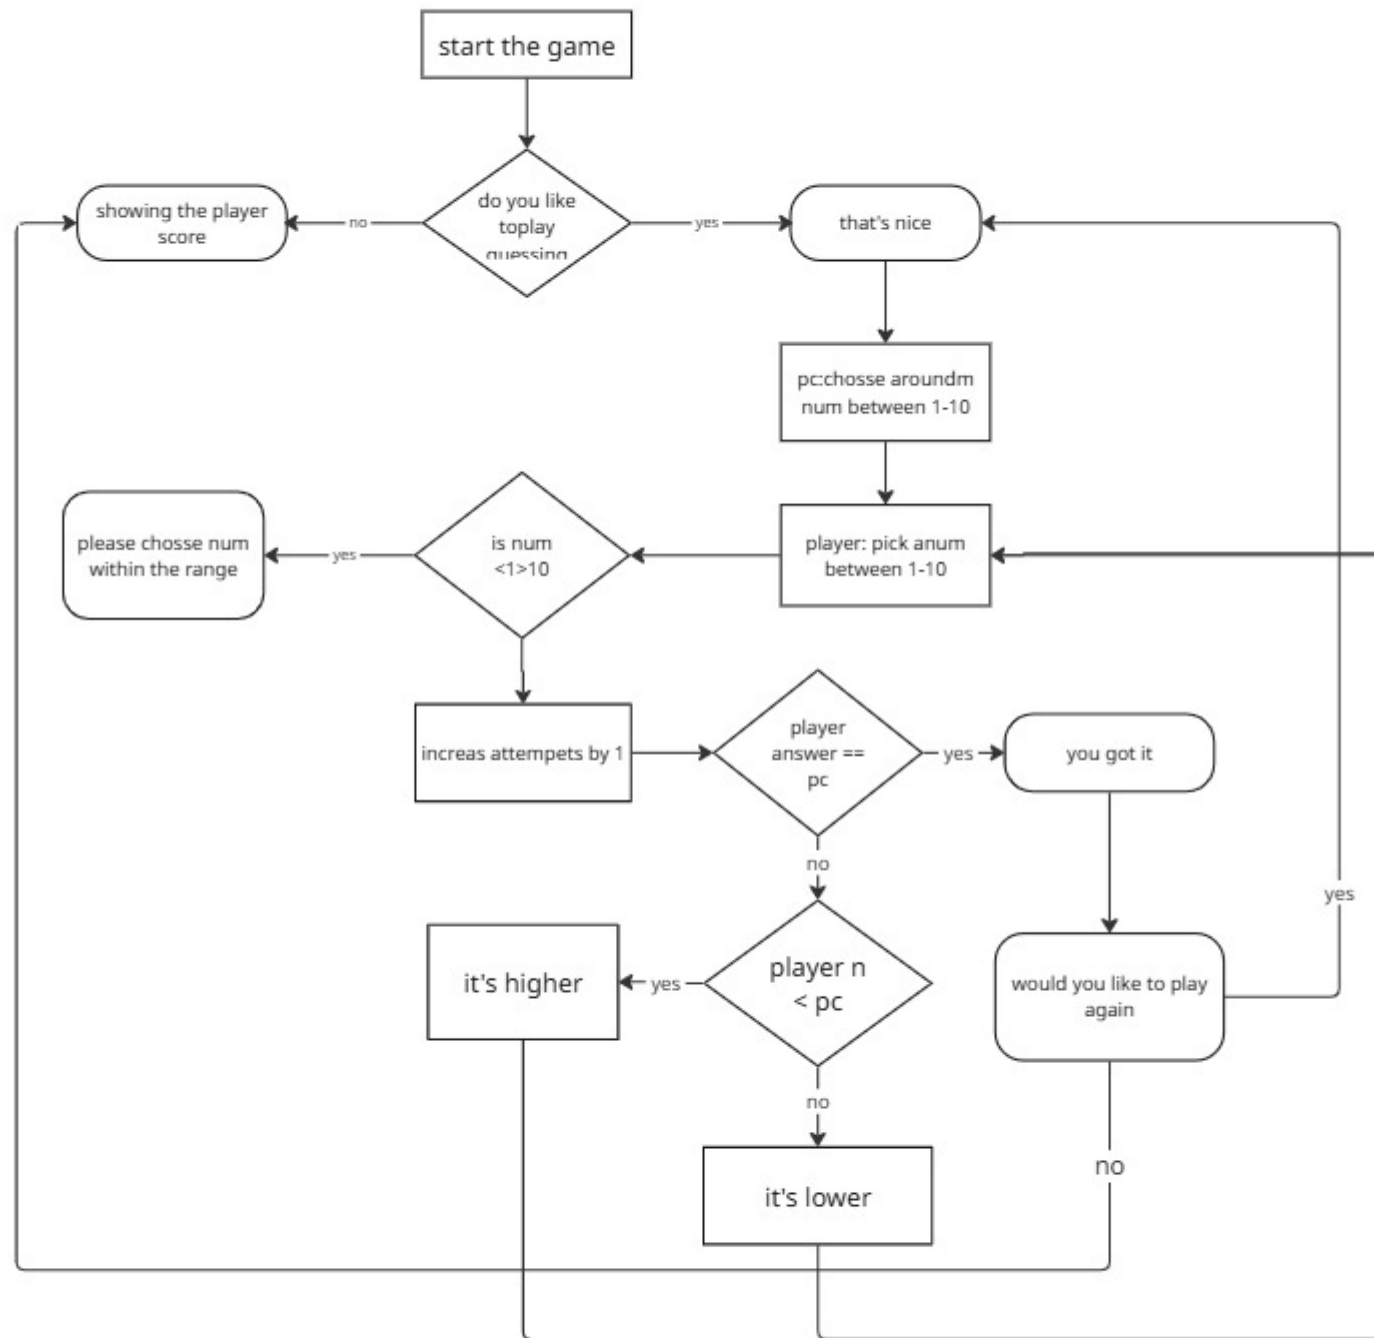 start the game
do you like
toplay
guessing
no
yes
showing the player
score
that's nice
pc:chosse aroundm
num between 1-10
player: pick anum
between 1-10
is num
<1>10
yes
please chosse num
within the range
increas attempets by 1
player
answer ==
pc
yes
you got it
no
player n
< pc
yes
it's higher
would you like to play
again
yes
no
it's lower
no